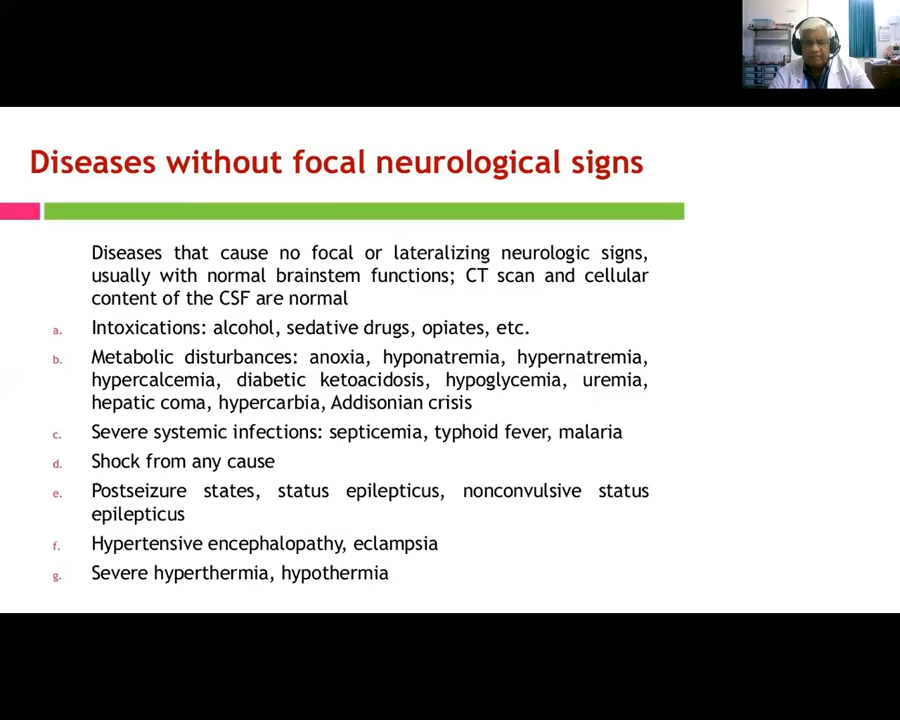 Diseases without focal neurological signs
Diseases that cause no focal or lateralizing neurologic signs,
usually with normal brainstem functions; CT scan and cellular
content of the CSF are normal
a. Intoxications: alcohol, sedative drugs, opiates, etc.
b. Metabolic disturbances: anoxia, hyponatremia, hypernatremia,
hypercalcemia, diabetic ketoacidosis, hypoglycemia, uremia,
hepatic coma, hypercarbia, Addisonian crisis
c. Severe systemic infections: septicemia, typhoid fever, malaria
d. Shock from any cause
e. Postseizure states, status epilepticus, nonconvulsive status
epilepticus
f. Hypertensive encephalopathy, eclampsia
g. Severe hyperthermia, hypothermia